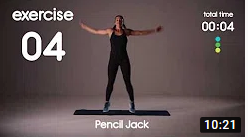 exercise
04
total time
00:04
Pencil Jack
10:21